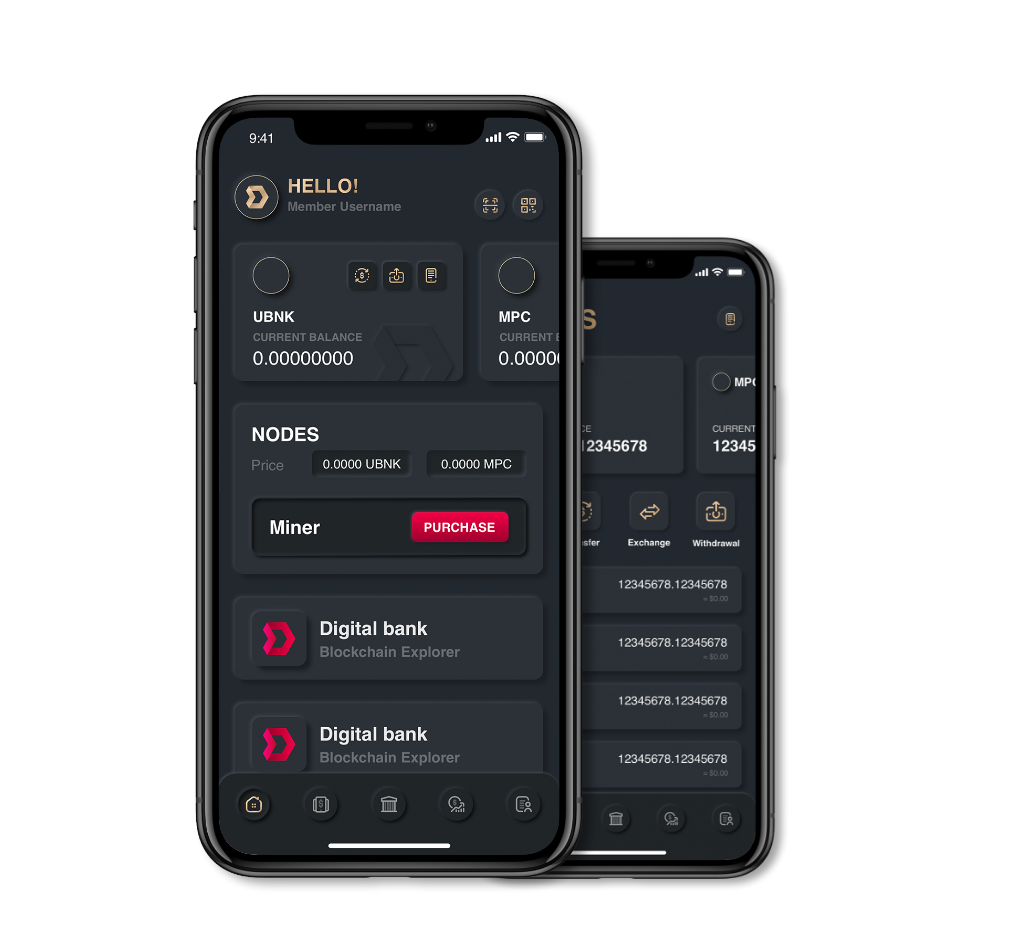 9:41
HELLO!
Member Username
UBNK
CURRENT BALANCE
0.00000000
MPC
CURRENT B
0.0000
NODES
Price
0.0000 UBNK
0.0000 MPC
Miner
PURCHASE
Digital bank
Blockchain Explorer
Digital bank
Blockchain Explorer
S
CE
12345678
MPC
CURRENT
12345
sfer
Exchange
Withdrawal
12345678.12345678
≈ $0.00
12345678.12345678
≈ $0.00
12345678.12345678
≈ $0.00
12345678.12345678
≈ $0.00